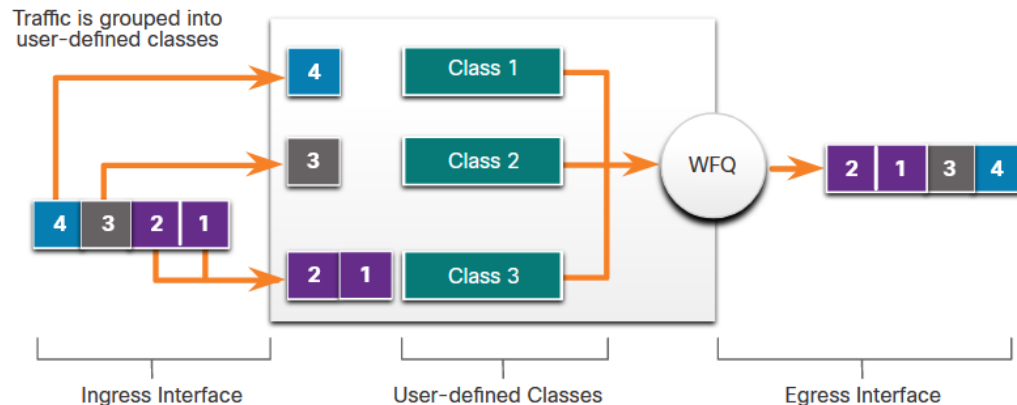 Traffic is grouped into
user-defined classes
4
Class 1
3
Class 2
WFQ
2 1 3 4
4 3 2 1
2 1
Class 3
Ingress Interface
User-defined Classes
Egress Interface